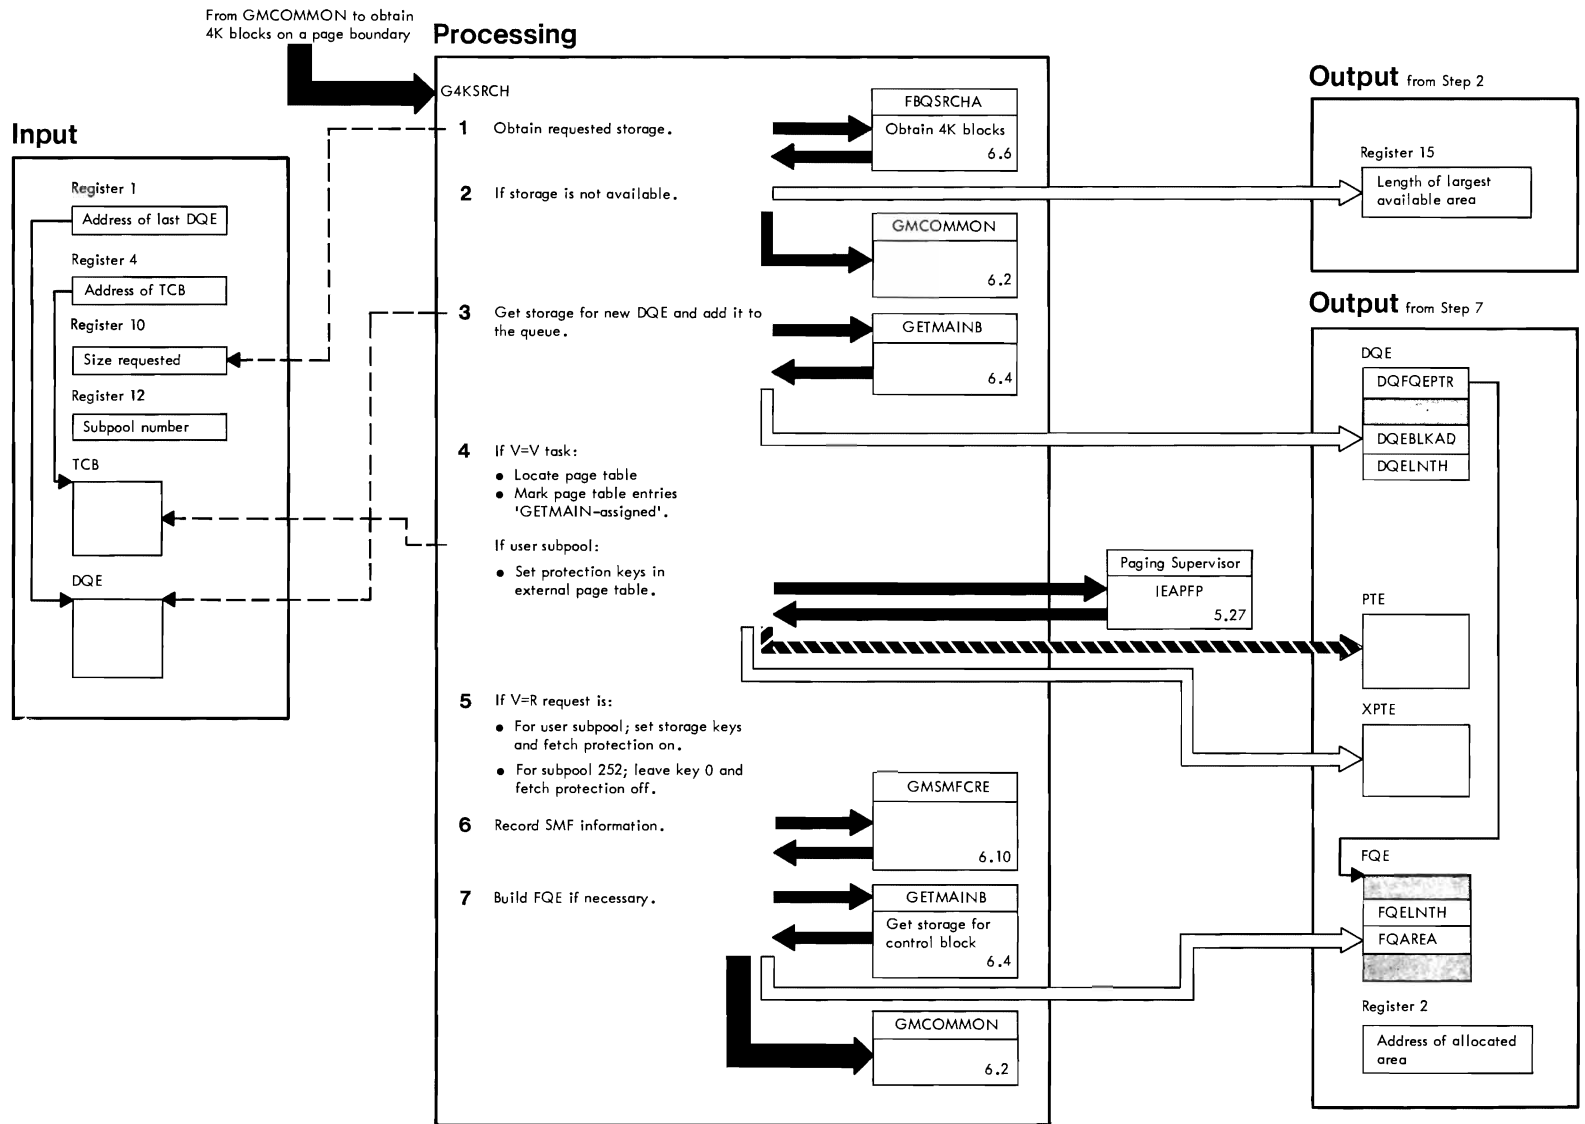 From GMCOMMON to obtain
4K blocks on a page boundary
Processing
G4KSRCH
Input
Register 1
Address of last DQE
Register 4
Address of TCB
Register 10
Size requested
Register 12
Subpool number
TCB
DQE
1 Obtain requested storage.
FBQSRCHA
Obtain 4K blocks
6.6
2 If storage is not available.
GMCOMMON
6.2
3 Get storage for new DQE and add it to
the queue.
GETMAINB
6.4
4 If V=V task:
• Locate page table
• Mark page table entries
'GETMAIN-assigned'.
If user subpool:
• Set protection keys in
external page table.
Paging Supervisor
IEAPFP
5.27
5 If V=R request is:
• For user subpool; set storage keys
and fetch protection on.
• For subpool 252; leave key 0 and
fetch protection off.
GMSMFCRE
6 Record SMF information.
6.10
7 Build FQE if necessary.
GETMAINB
Get storage for
control block
6.4
GMCOMMON
6.2
Output from Step 2
Register 15
Length of largest
available area
Output from Step 7
DQE
DQFQEPTR
DQEBLKAD
DQELNTH
PTE
XPTE
FQE
FQELNTH
FQAREA
Register 2
Address of allocated
area